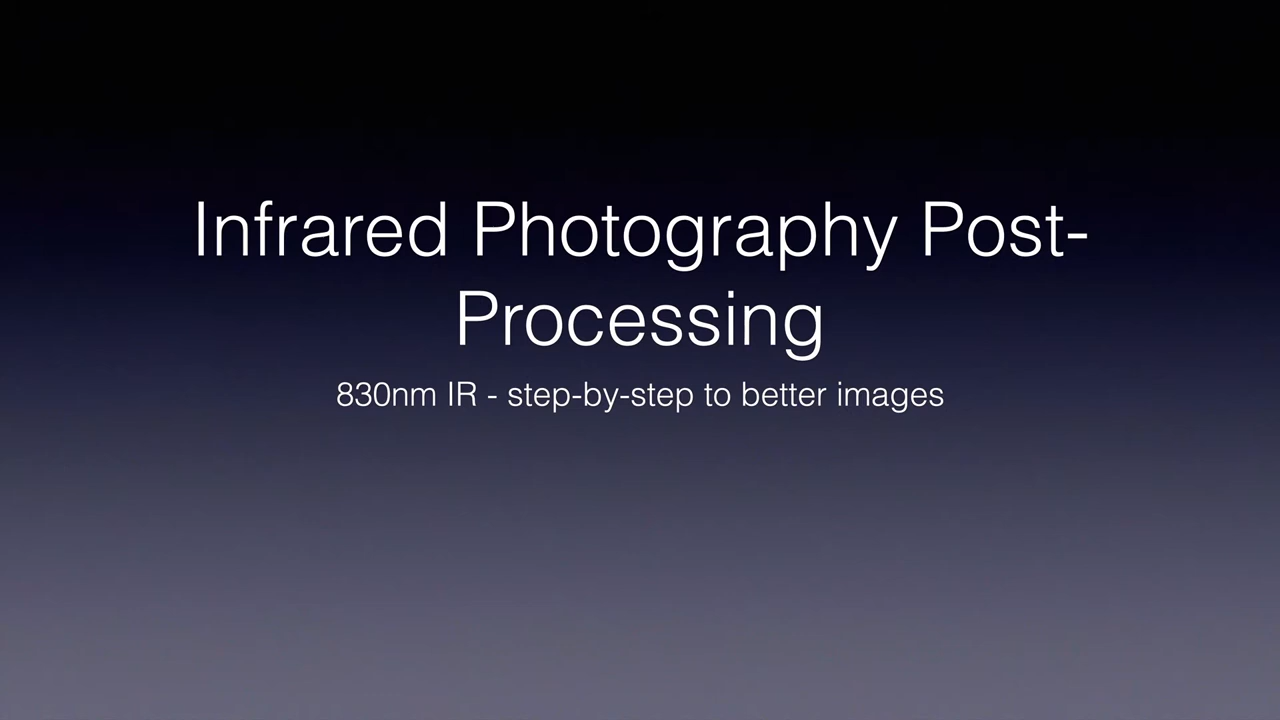 Infrared Photography Post-
Processing
830nm IR - step-by-step to better images